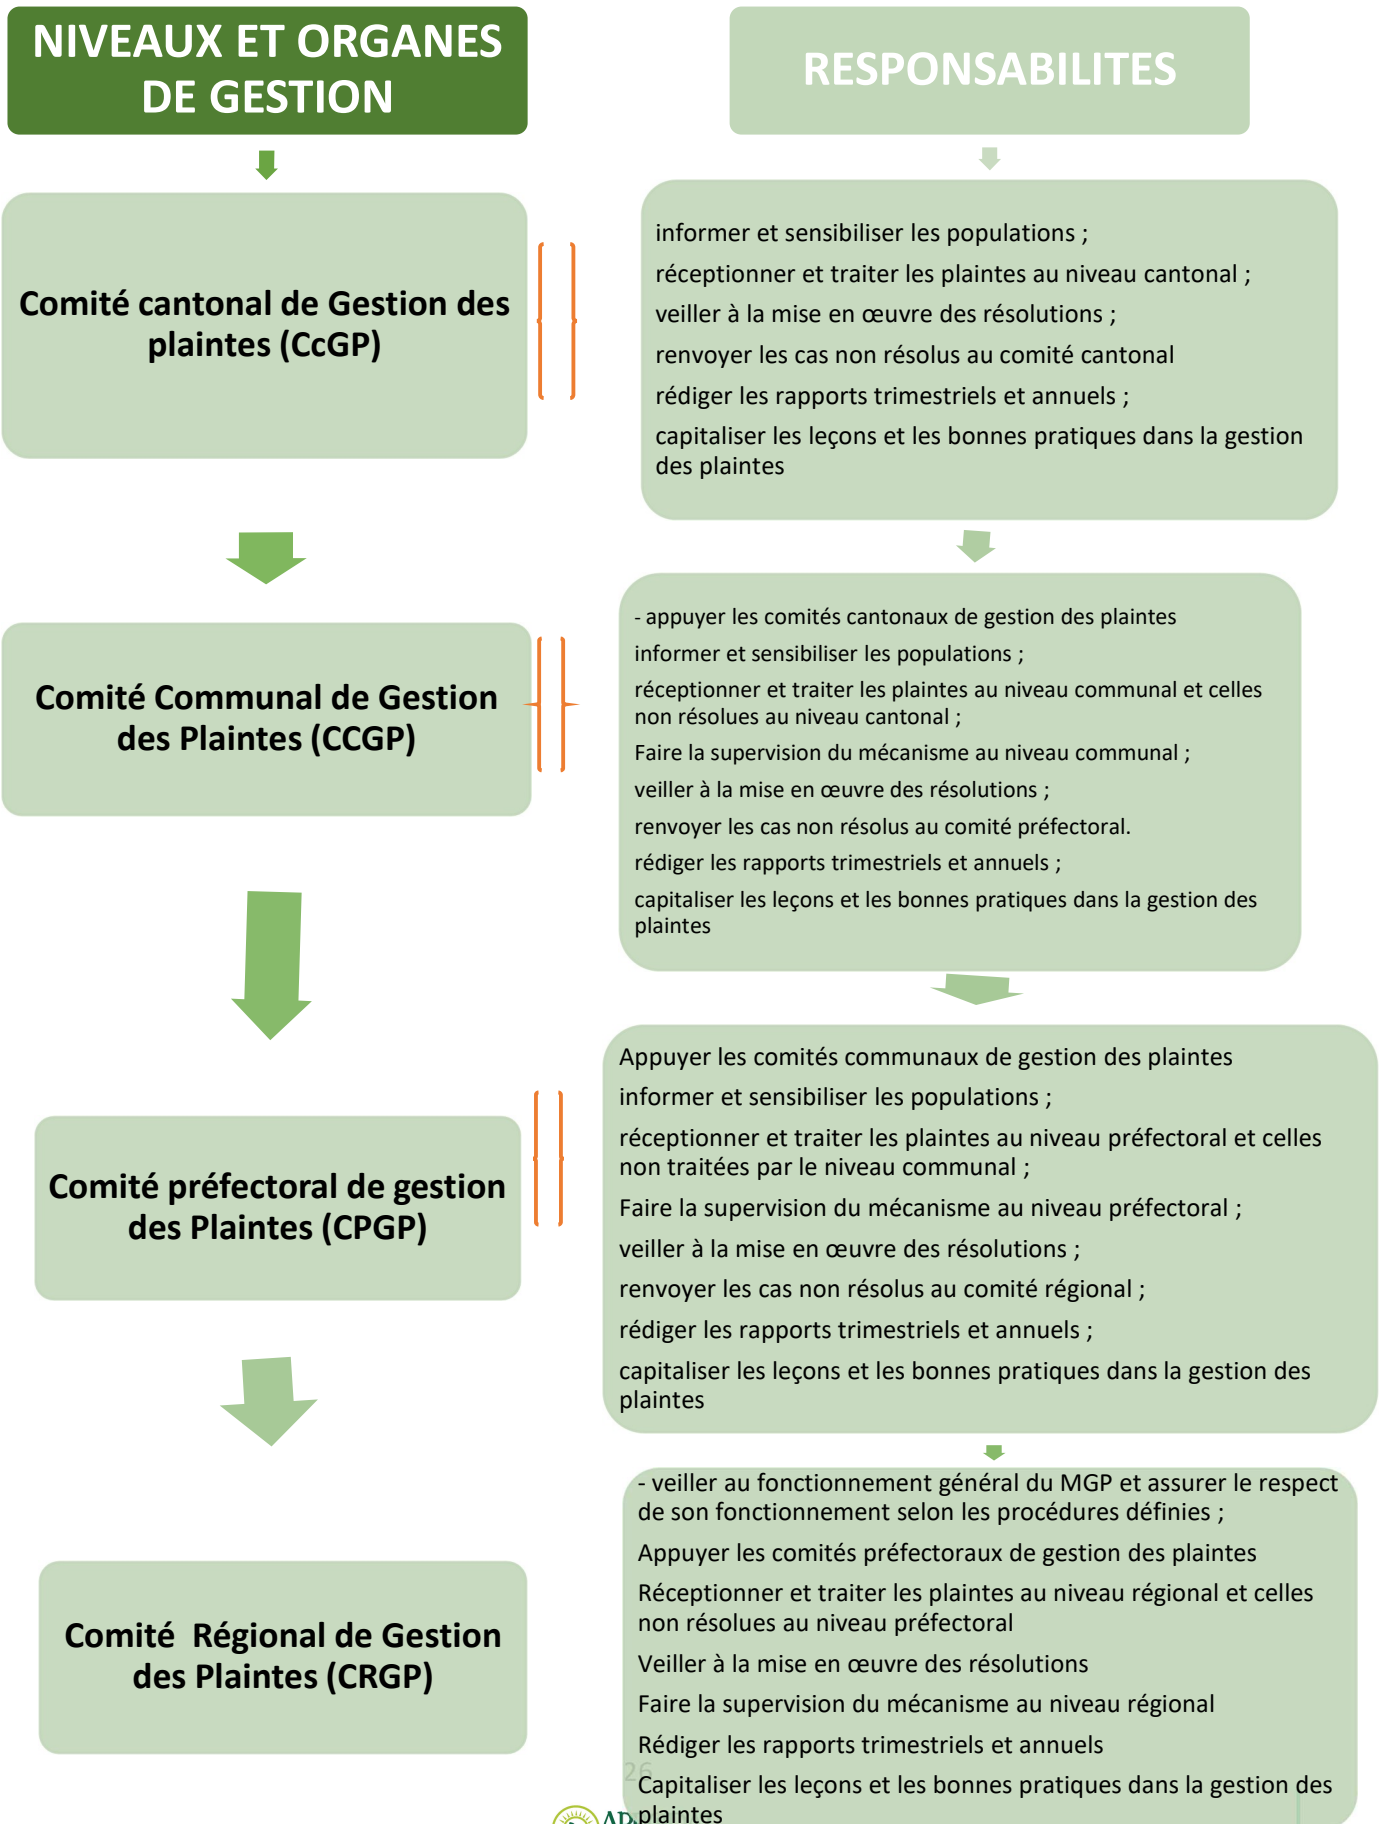 NIVEAUX ET ORGANES
DE GESTION
RESPONSABILITES
Comité cantonal de Gestion des
plaintes (CcGP)
informer et sensibiliser les populations ;
réceptionner et traiter les plaintes au niveau cantonal ;
veiller à la mise en œuvre des résolutions ;
renvoyer les cas non résolus au comité cantonal
rédiger les rapports trimestriels et annuels ;
capitaliser les leçons et les bonnes pratiques dans la gestion
des plaintes
Comité Communal de Gestion
des Plaintes (CCGP)
- appuyer les comités cantonaux de gestion des plaintes
informer et sensibiliser les populations ;
réceptionner et traiter les plaintes au niveau communal et celles
non résolues au niveau cantonal ;
Faire la supervision du mécanisme au niveau communal ;
veiller à la mise en œuvre des résolutions ;
renvoyer les cas non résolus au comité préfectoral.
rédiger les rapports trimestriels et annuels ;
capitaliser les leçons et les bonnes pratiques dans la gestion des
plaintes
Comité préfectoral de gestion
des Plaintes (CPGP)
Appuyer les comités communaux de gestion des plaintes
informer et sensibiliser les populations ;
réceptionner et traiter les plaintes au niveau préfectoral et celles
non traitées par le niveau communal ;
Faire la supervision du mécanisme au niveau préfectoral ;
veiller à la mise en œuvre des résolutions ;
renvoyer les cas non résolus au comité régional ;
rédiger les rapports trimestriels et annuels ;
capitaliser les leçons et les bonnes pratiques dans la gestion des
plaintes
Comité  Régional de Gestion
des Plaintes (CRGP)
- veiller au fonctionnement général du MGP et assurer le respect
de son fonctionnement selon les procédures définies ;
Appuyer les comités préfectoraux de gestion des plaintes
Réceptionner et traiter les plaintes au niveau régional et celles
non résolues au niveau préfectoral
Veiller à la mise en œuvre des résolutions
Faire la supervision du mécanisme au niveau régional
Rédiger les rapports trimestriels et annuels
26
Capitaliser les leçons et les bonnes pratiques dans la gestion des
plaintes